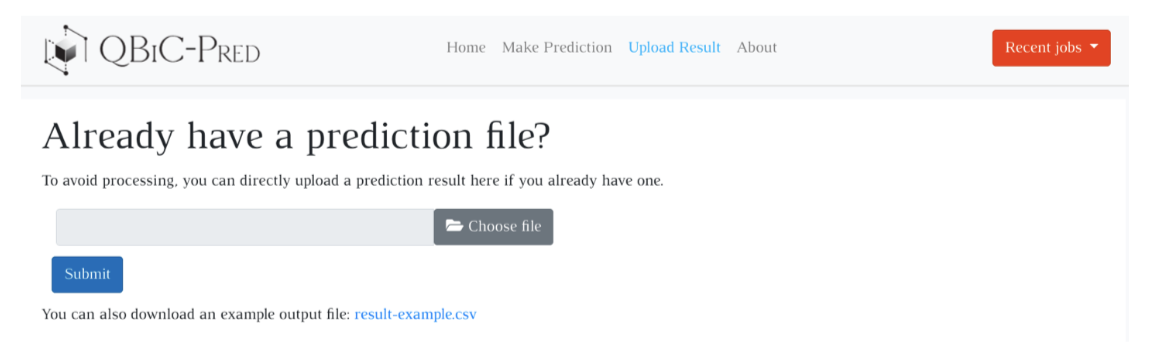 QBiC-Pred Home Make Prediction Upload Result About Recent jobs
Already have a prediction file?
To avoid processing, you can directly upload a prediction result here if you already have one.
Choose file
Submit
You can also download an example output file: result-example.csv